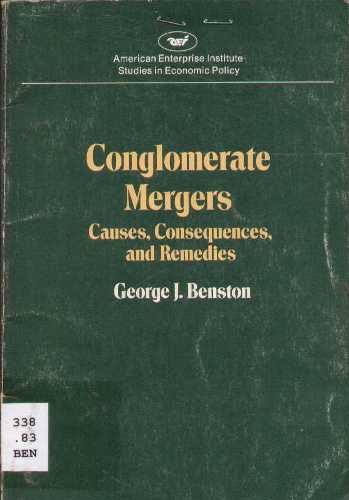 American Enterprise Institute
Studies in Economic Policy
Conglomerate
Mergers
Causes, Consequences,
and Remedies
George J. Benston
338
.83
BEN